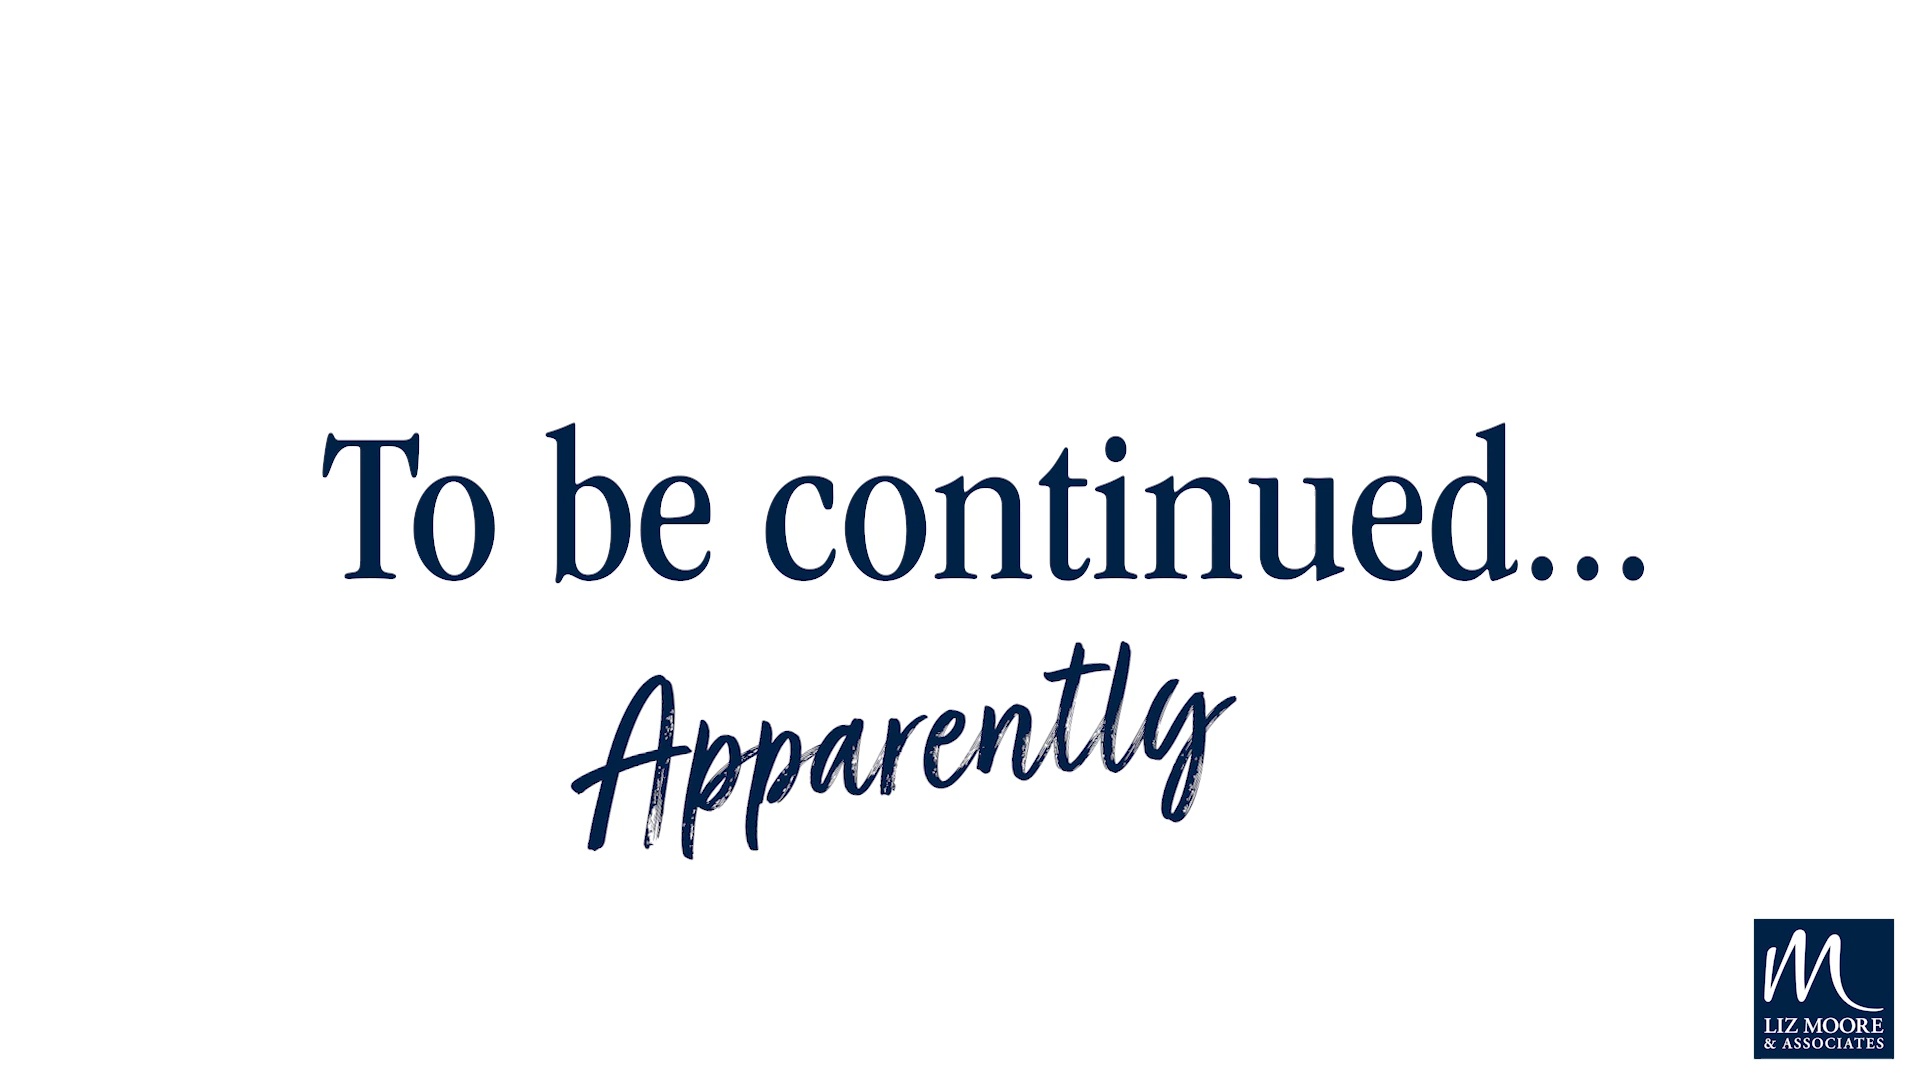 To be continued...
Apparently
M
LIZ MOORE
& ASSOCIATES